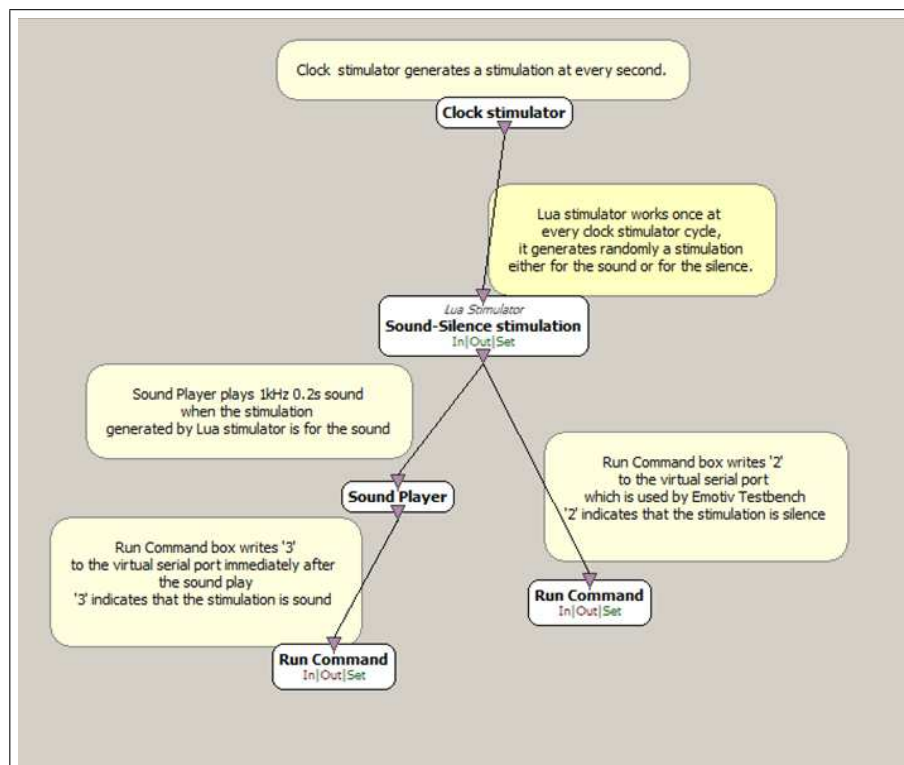 Clock stimulator generates a stimulation at every second.
Clock stimulator
Lua stimulator works once at
every clock stimulator cycle,
it generates randomly a stimulation
either for the sound or for the silence.
Lua Stimulator
Sound-Silence stimulation
In|Out|Set
Sound Player plays 1kHz 0.2s sound
when the stimulation
generated by Lua stimulator is for the sound
Run Command box writes '2'
to the virtual serial port
which is used by Emotiv Testbench
'2' indicates that the stimulation is silence
Sound Player
Run Command box writes '3'
to the virtual serial port immediately after
the sound play
'3' indicates that the stimulation is sound
Run Command
In|Out|Set
Run Command
In|Out|Set